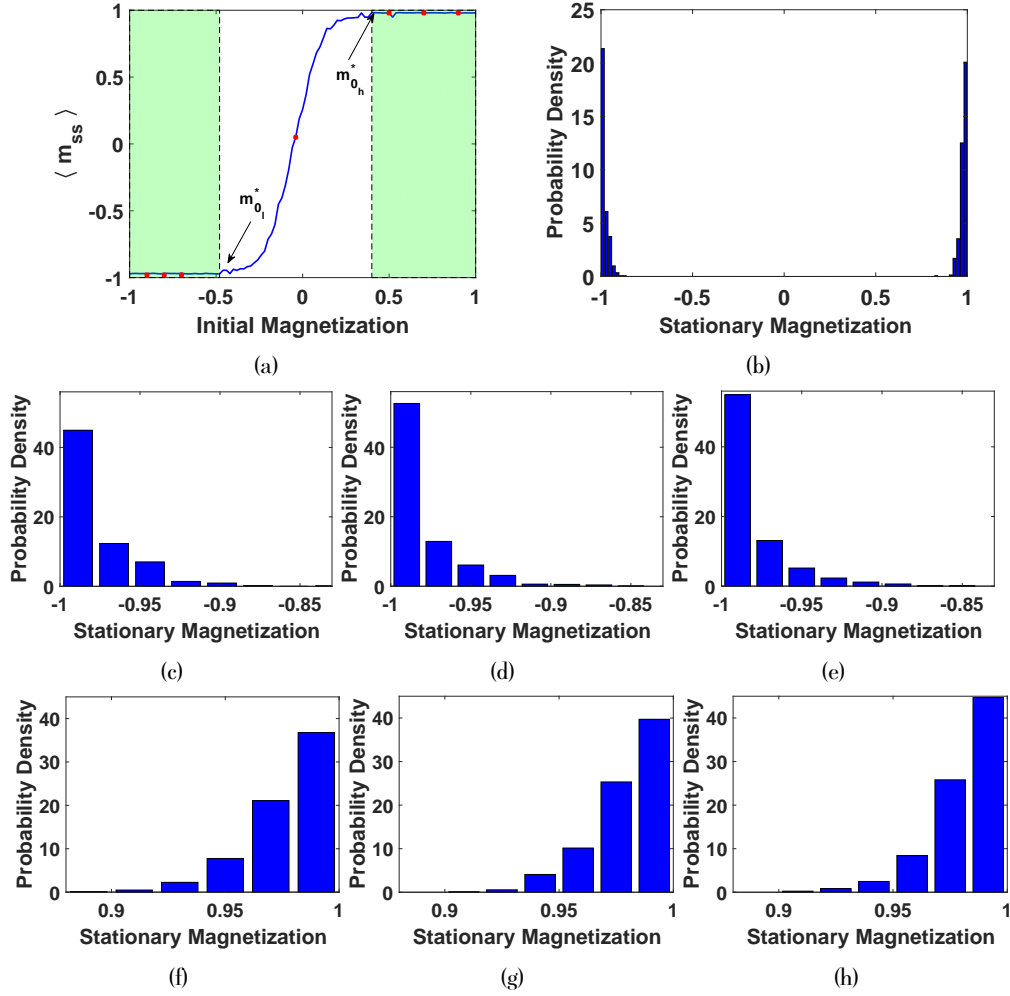 1
0.5
0
-0.5
-1
⟨ m_ss ⟩
m*_0_h
m*_0_l
-1 -0.5 0 0.5 1
Initial Magnetization
(a)
25
20
15
10
5
0
Probability Density
-1 -0.5 0 0.5 1
Stationary Magnetization
(b)
40
20
0
Probability Density
-1 -0.95 -0.9 -0.85
Stationary Magnetization
(c)
40
20
0
Probability Density
-1 -0.95 -0.9 -0.85
Stationary Magnetization
(d)
40
20
0
Probability Density
-1 -0.95 -0.9 -0.85
Stationary Magnetization
(e)
40
30
20
10
0
Probability Density
0.9 0.95 1
Stationary Magnetization
(f)
40
30
20
10
0
Probability Density
0.9 0.95 1
Stationary Magnetization
(g)
40
30
20
10
0
Probability Density
0.9 0.95 1
Stationary Magnetization
(h)